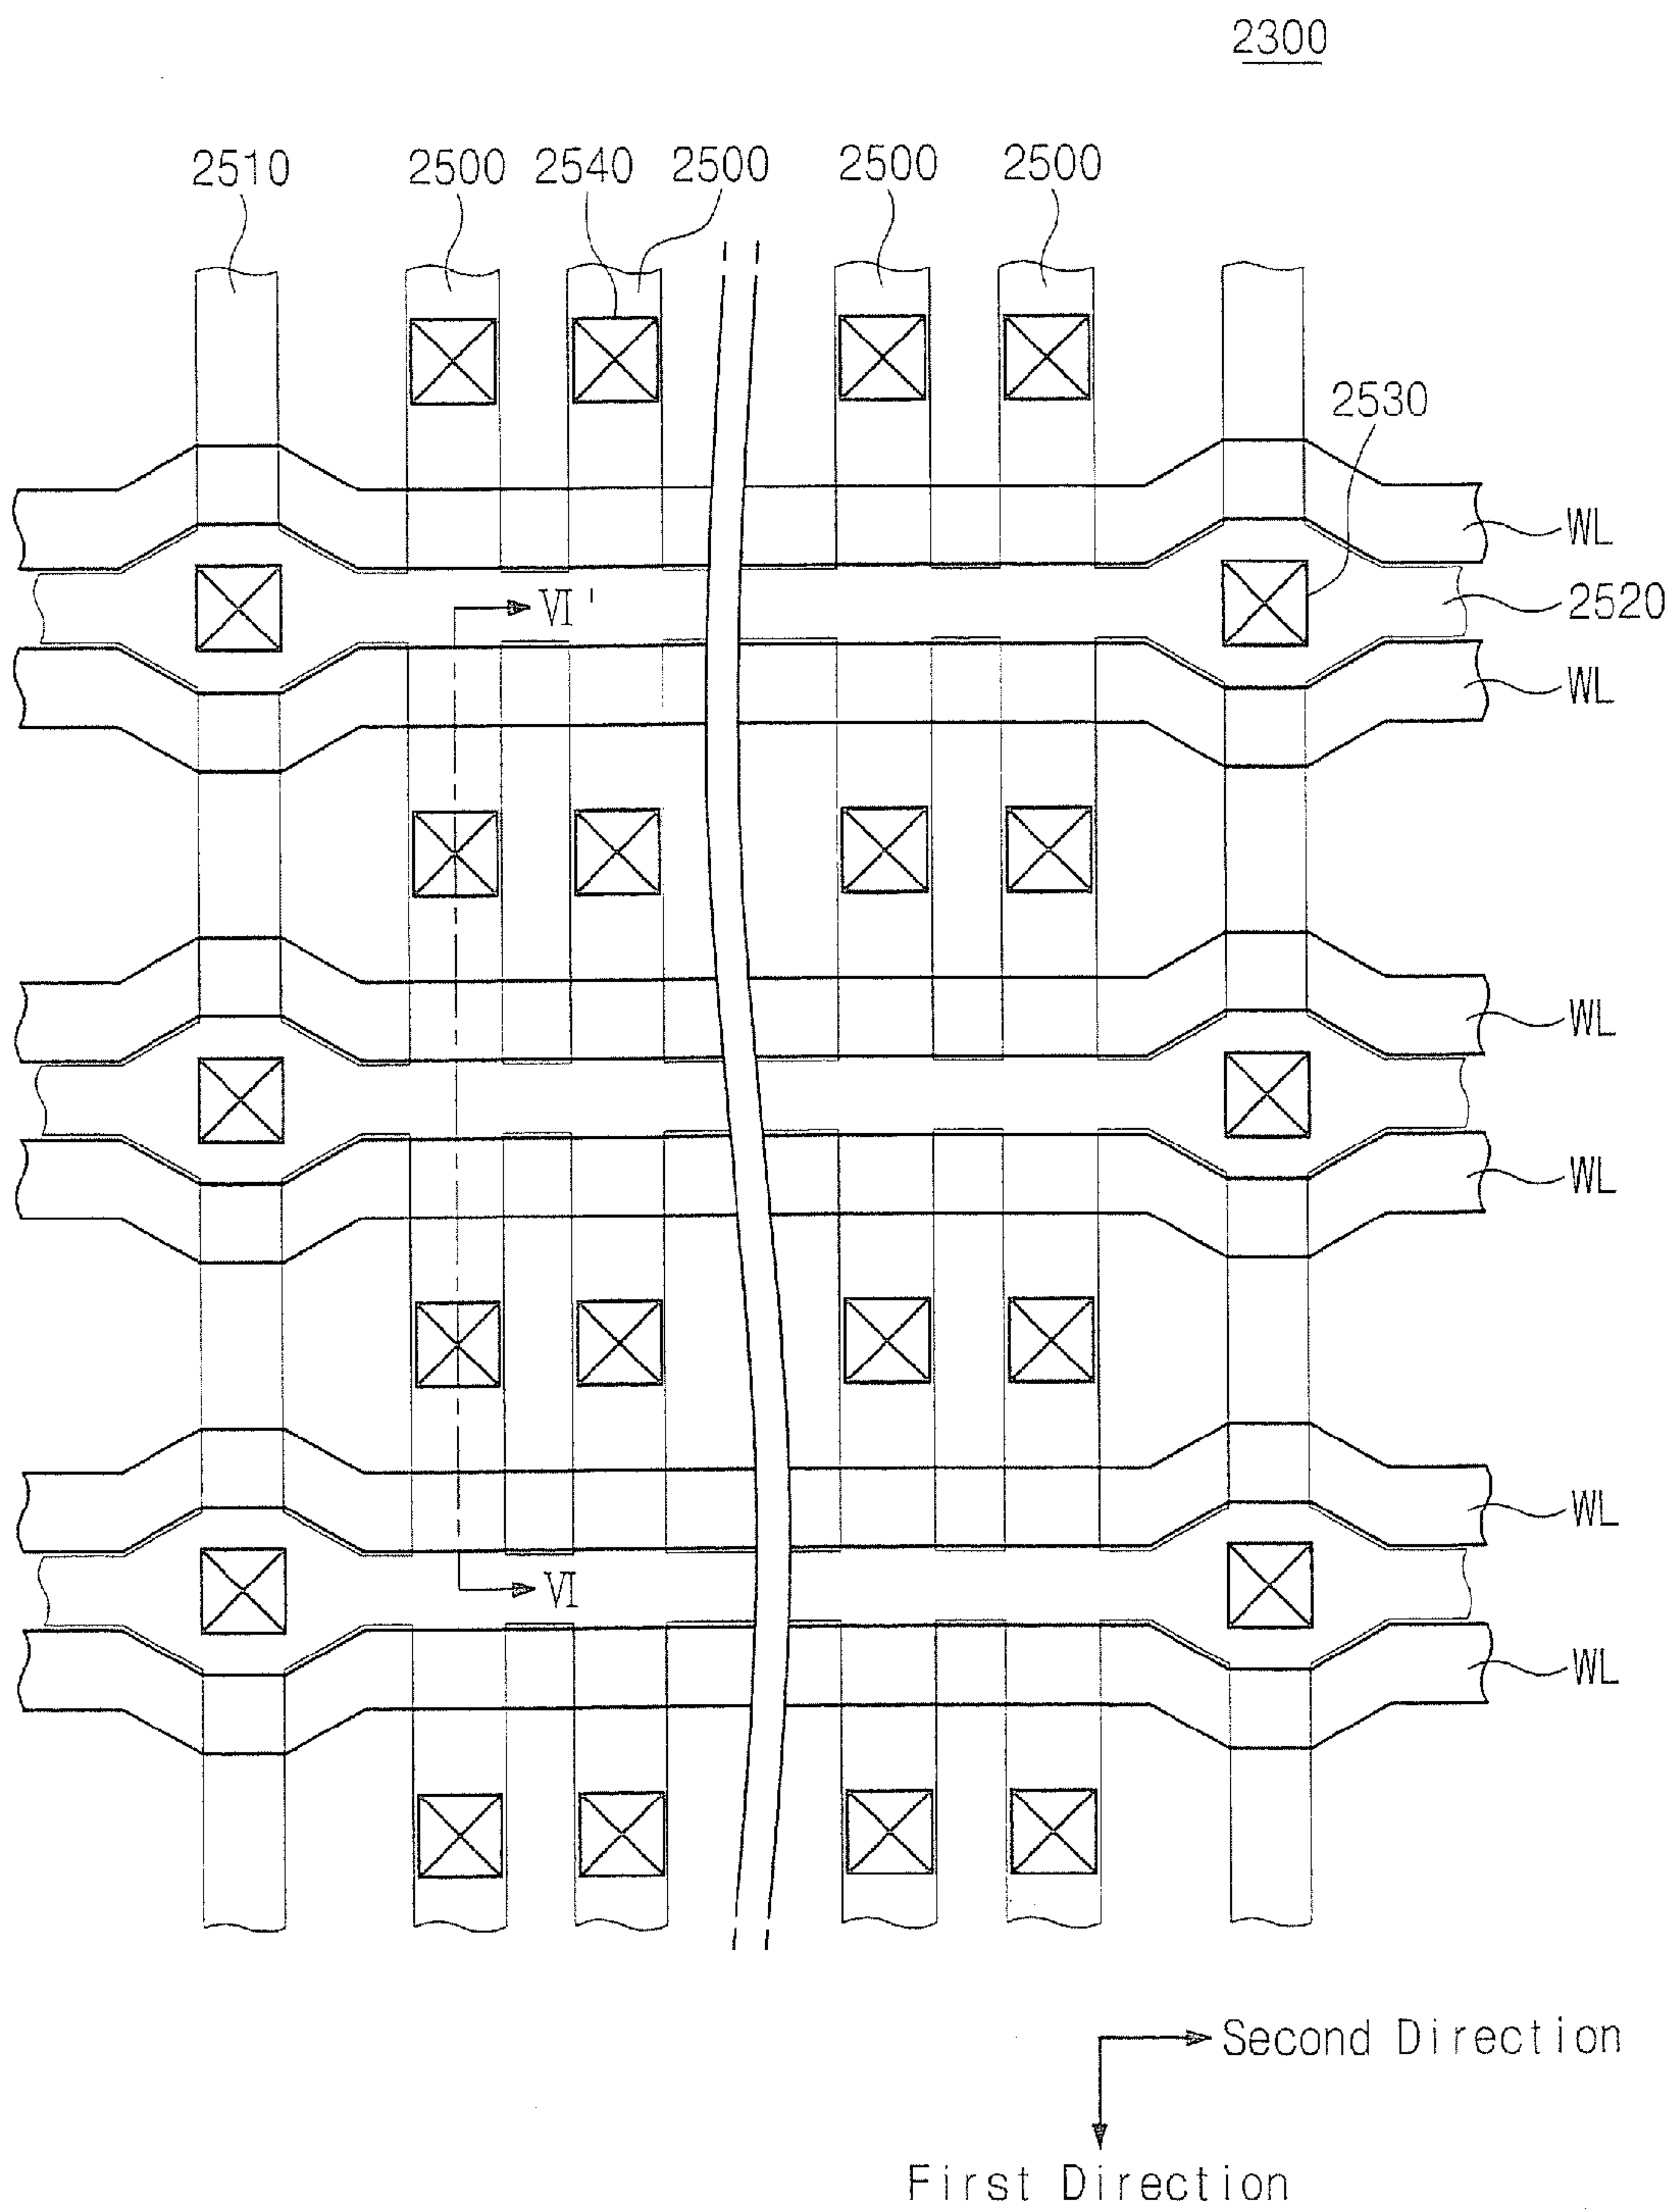 2300
2510
2500
2540
2500
2500
2500
2530
WL
2520
VI'
WL
WL
WL
WL
VI
WL
Second Direction
First Direction